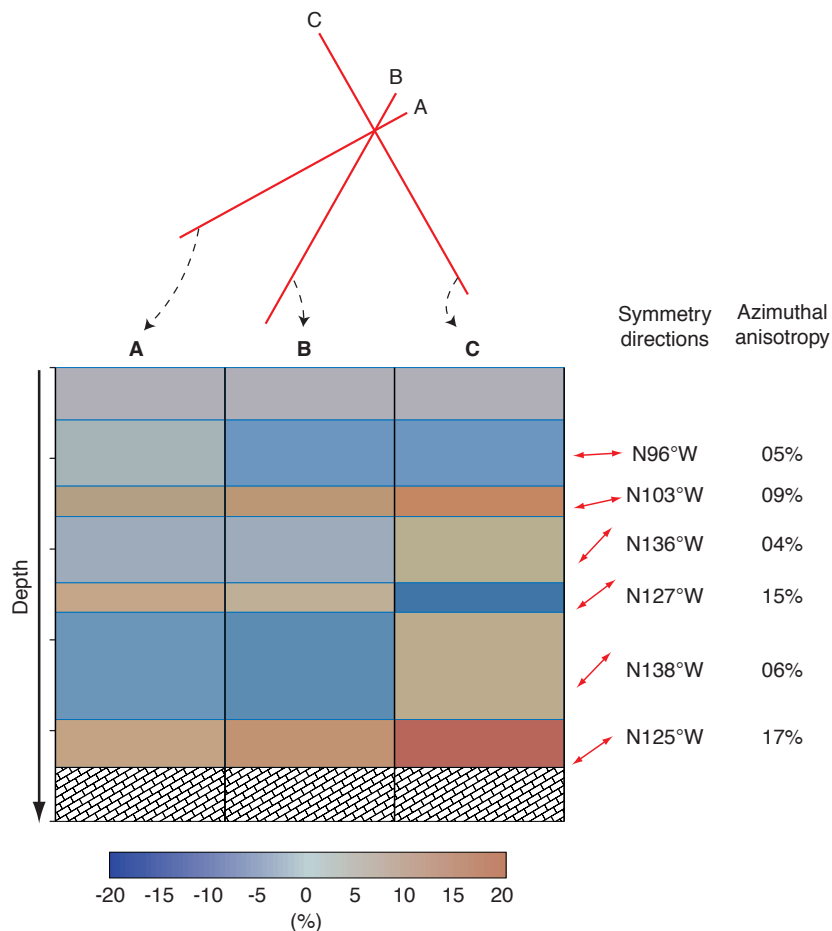 C
B
A
Symmetry
directions
Azimuthal
anisotropy
A
B
C
N96°W 05%
N103°W 09%
N136°W 04%
N127°W 15%
N138°W 06%
N125°W 17%
Depth
-20 -15 -10 -5 0 5 10 15 20
(%)